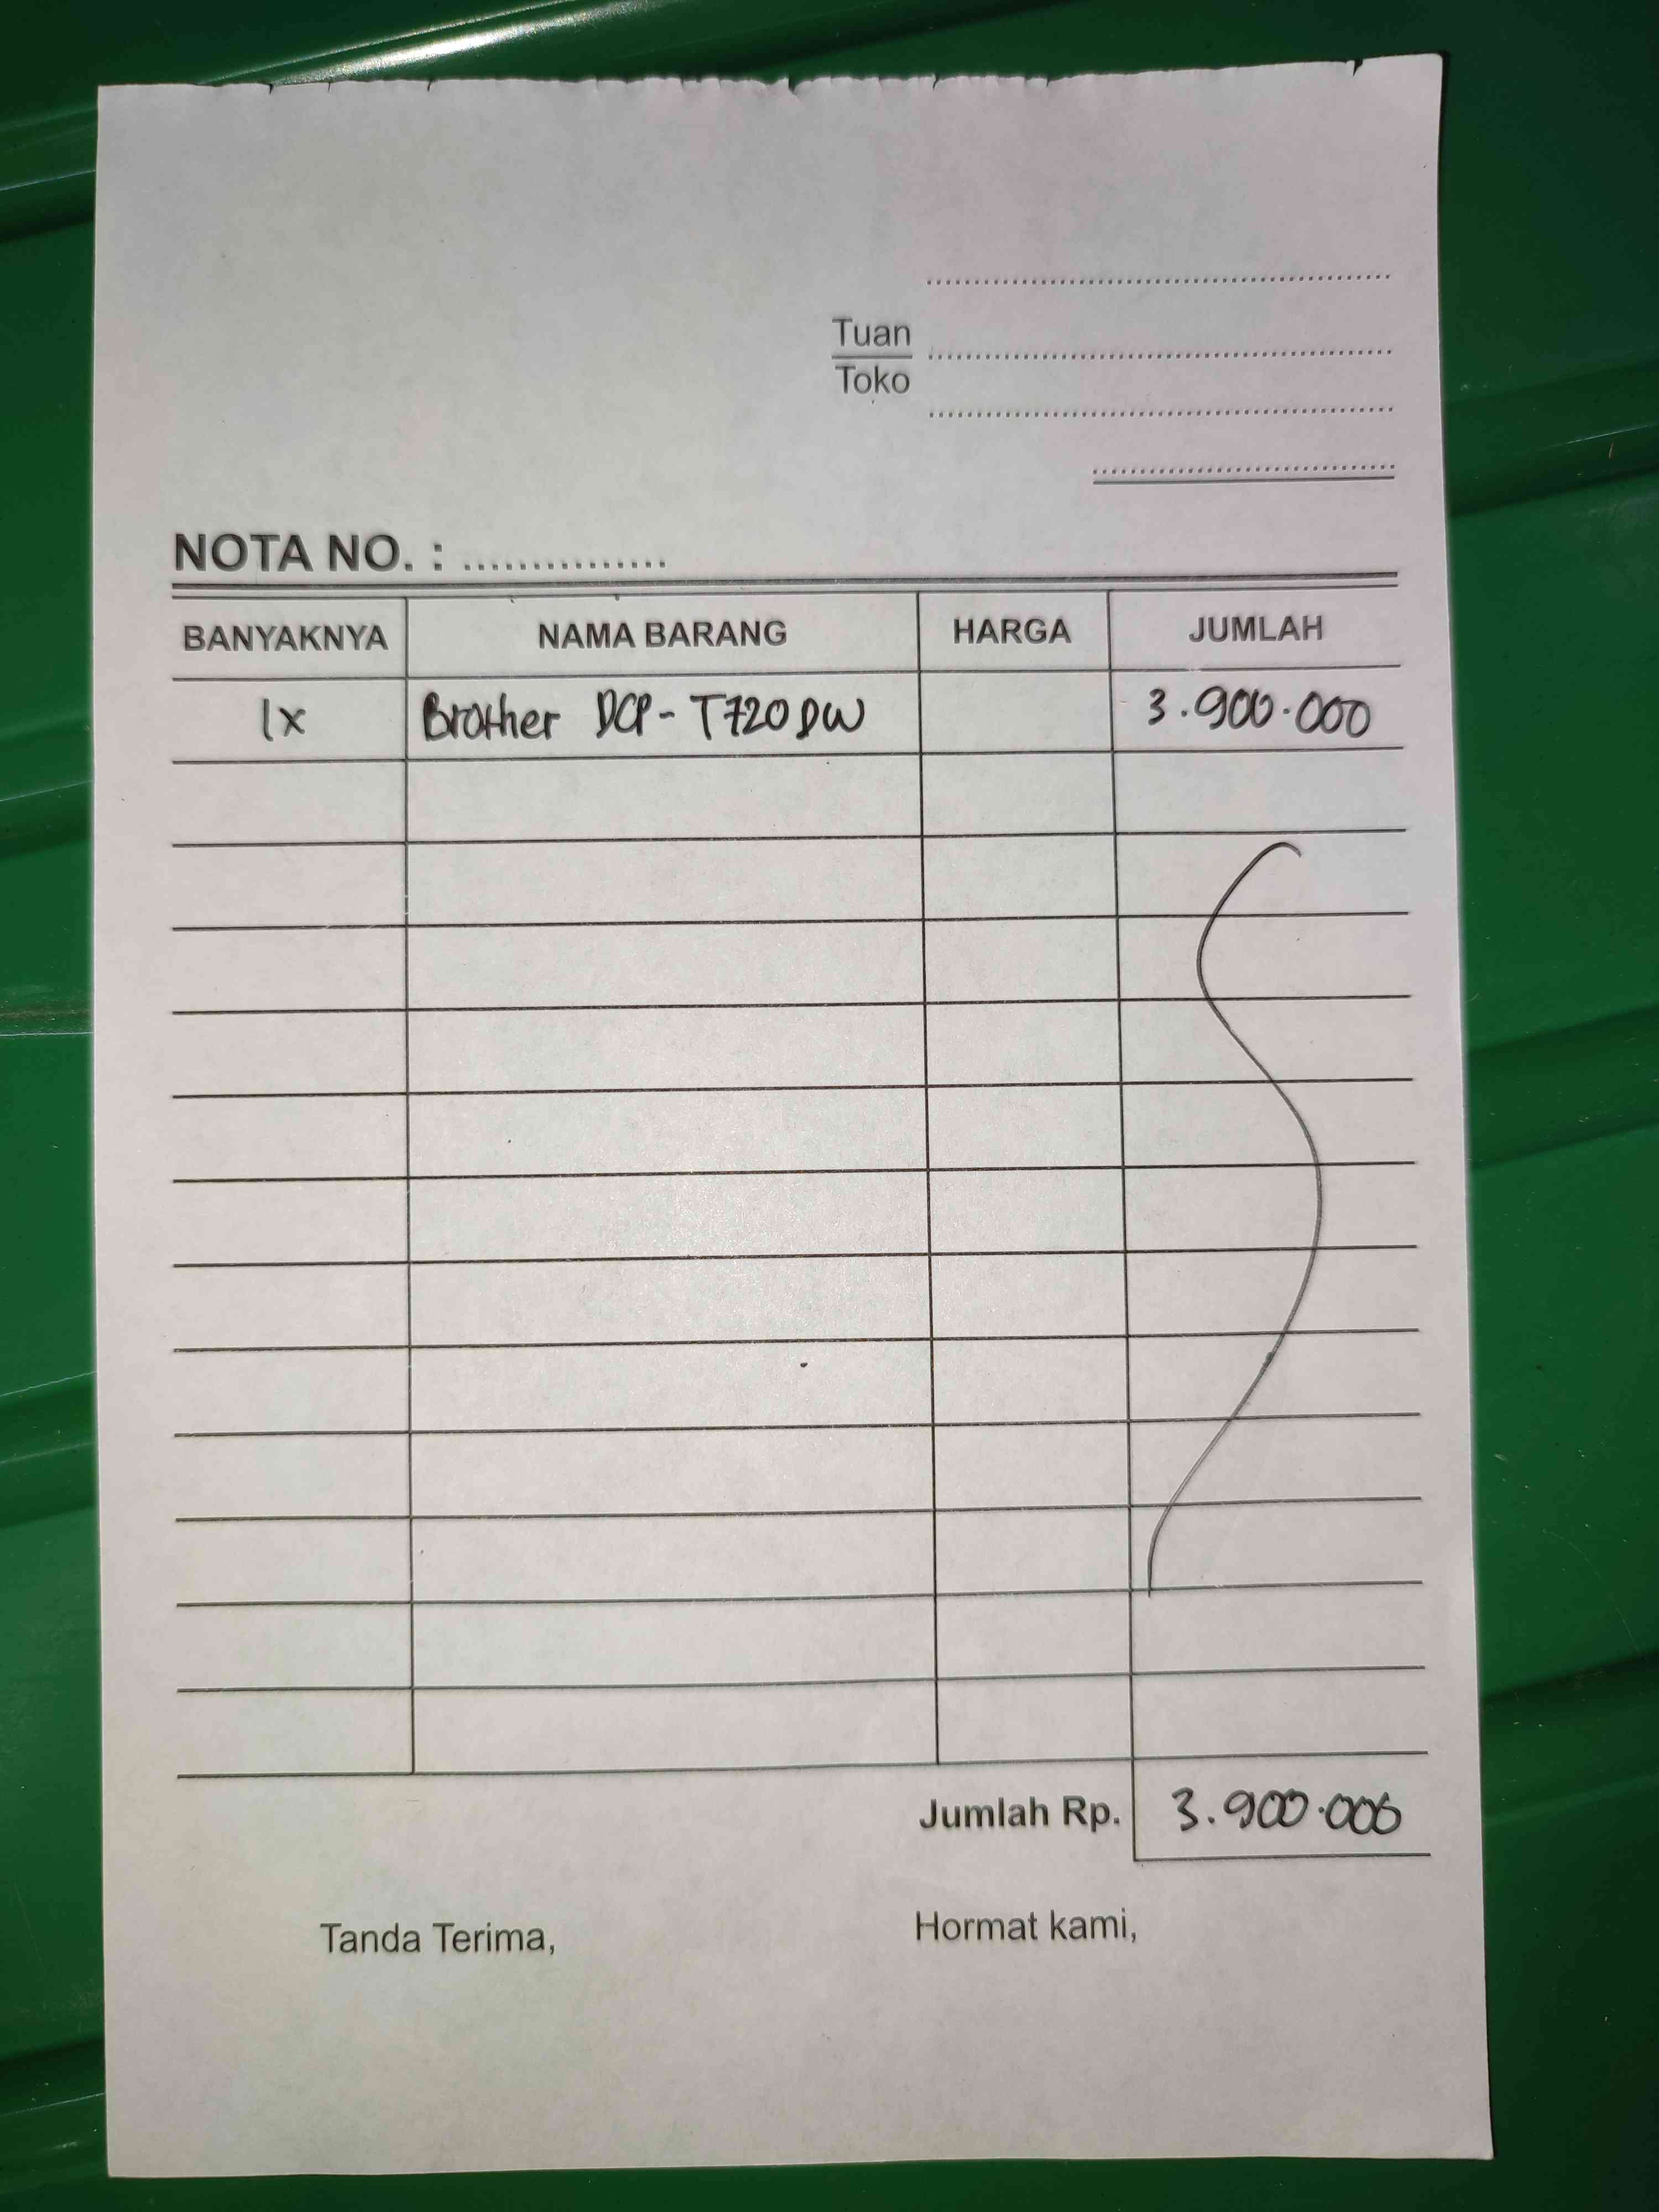 Tuan
Toko
NOTA NO. : ...............
BANYAKNYA NAMA BARANG HARGA JUMLAH
1x Brother DCP-T720DW 3.900.000
Jumlah Rp. 3.900.000
Tanda Terima, Hormat kami,